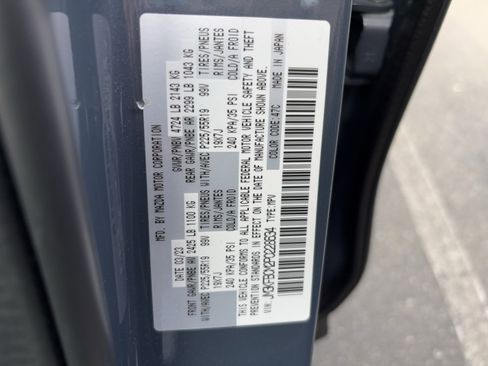 MFD. BY MAZDA MOTOR CORPORATION
DATE 03/23 GVWR/PNBV 4724 LB 2143 KG
FRONT GAWR/PNBE AV 2425 LB 1100 KG REAR GAWR/PNBE AR 2299 LB 1043 KG
WITH/AVEC P225/55R19 99V TIRES/PNEUS WITH/AVEC P225/55R19 99V TIRES/PNEUS
19X7J RIMS/JANTES 19X7J RIMS/JANTES
240 KPA/35 PSI COLD/A FROID 240 KPA/35 PSI COLD/A FROID
THIS VEHICLE CONFORMS TO ALL APPLICABLE FEDERAL MOTOR VEHICLE SAFETY AND THEFT
PREVENTION STANDARDS IN EFFECT ON THE DATE OF MANUFACTURE SHOWN ABOVE.
VIN: TYPE:MPV COLOR CODE:47C MADE IN JAPAN